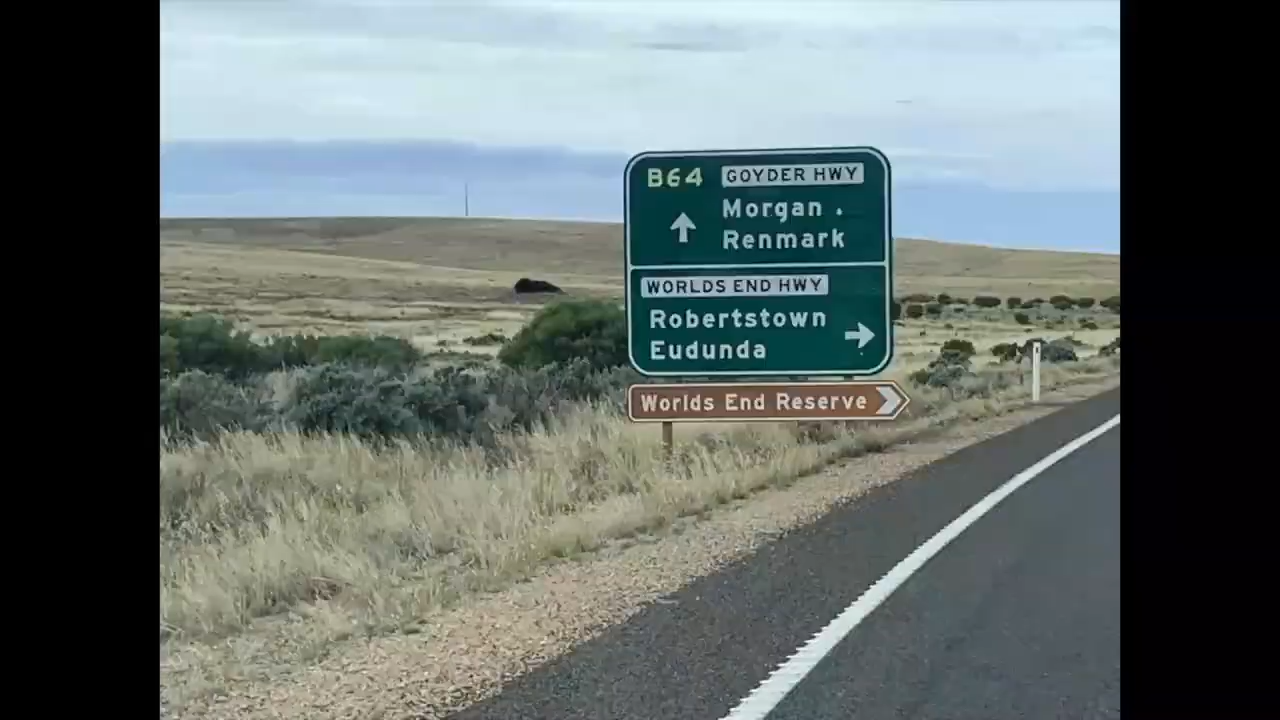 B64 GOYDER HWY
Morgan
Renmark
WORLDS END HWY
Robertstown
Eudunda
Worlds End Reserve